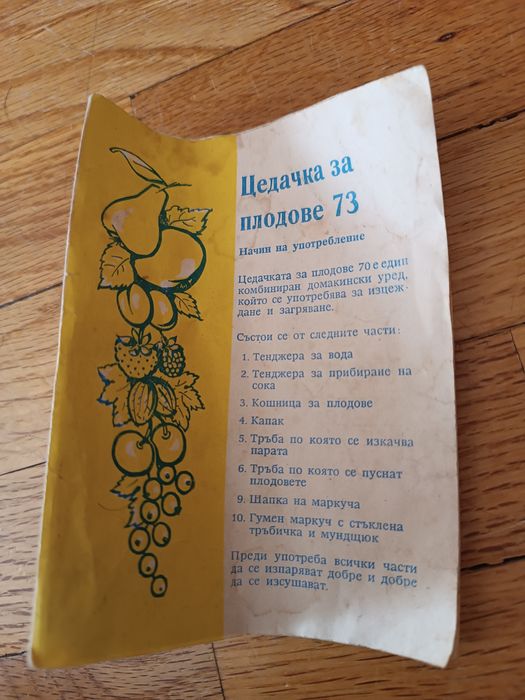 Цедачка за
плодове 73
Начин на употребление
Цедачката за плодове 70 е един
комбиниран домакински уред,
който се употребява за изцеж-
дане и загряване.
Състои се от следните части:
1. Тенджера за вода
2. Тенджера за прибиране на
сока
3. Кошница за плодове
4. Капак
5. Тръба по която се изкачва
парата
6. Тръба по която се пуснат
плодовете
9. Шапка на маркуча
10. Гумен маркуч с стъклена
тръбичка и мундщюк
Преди употреба всички части
да се изпаряват добре и добре
да се изсушават.